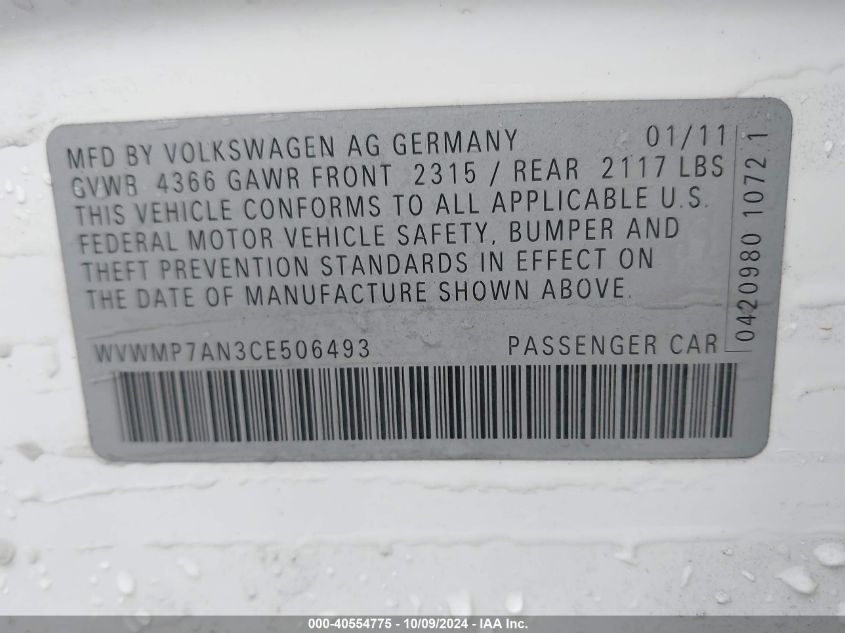 MFD BY VOLKSWAGEN AG GERMANY 01/11
GVWR 4366 GAWR FRONT 2315 / REAR 2117 LBS
THIS VEHICLE CONFORMS TO ALL APPLICABLE U.S.
FEDERAL MOTOR VEHICLE SAFETY, BUMPER AND
THEFT PREVENTION STANDARDS IN EFFECT ON
THE DATE OF MANUFACTURE SHOWN ABOVE.
WVWMP7AN3CE506493 PASSENGER CAR
0420980 1072 1
000-40554775 - 10/09/2024 - IAA Inc.